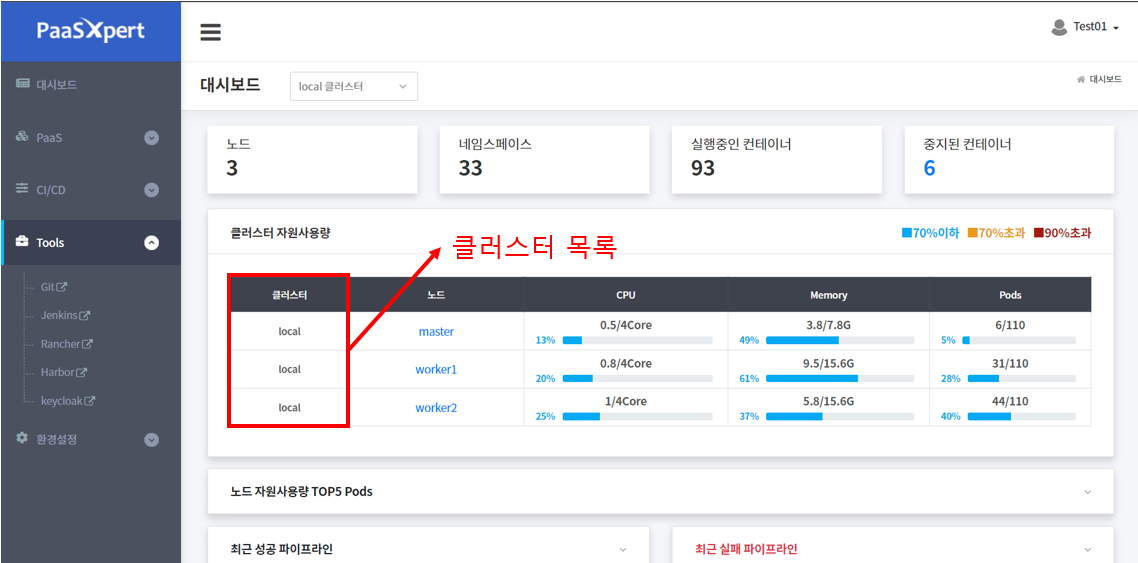 PaaSXpert
Test01
대시보드
local 클러스터
대시보드
대시보드
PaaS
CI/CD
Tools
Git
Jenkins
Rancher
Harbor
keycloak
환경설정
노드
3
네임스페이스
33
실행중인 컨테이너
93
중지된 컨테이너
6
클러스터 자원사용량
70%이하 70%초과 90%초과
클러스터 목록
클러스터 노드 CPU Memory Pods
local master 0.5/4Core 3.8/7.8G 6/110
13% 49% 5%
local worker1 0.8/4Core 9.5/15.6G 31/110
20% 61% 28%
local worker2 1/4Core 5.8/15.6G 44/110
25% 37% 40%
노드 자원사용량 TOP5 Pods
최근 성공 파이프라인
최근 실패 파이프라인